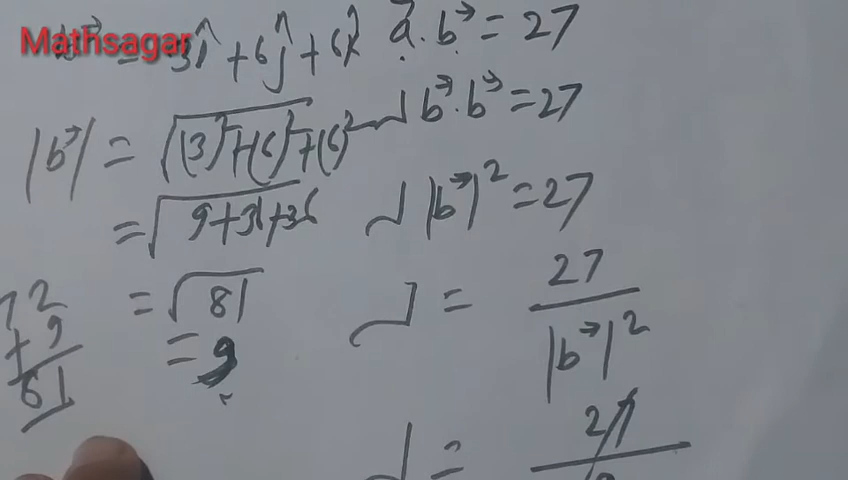 Mathsagar
= 3î + 6ĵ + 6k̂
|b⃗| = √(3)²+(6)²+(6)²
= √9+36+36
= √81
= 9
72
+ 9
81
a⃗.b⃗ = 27
b⃗.b⃗ = 27
|b⃗|² = 27
= 27
|b⃗|²
= 27